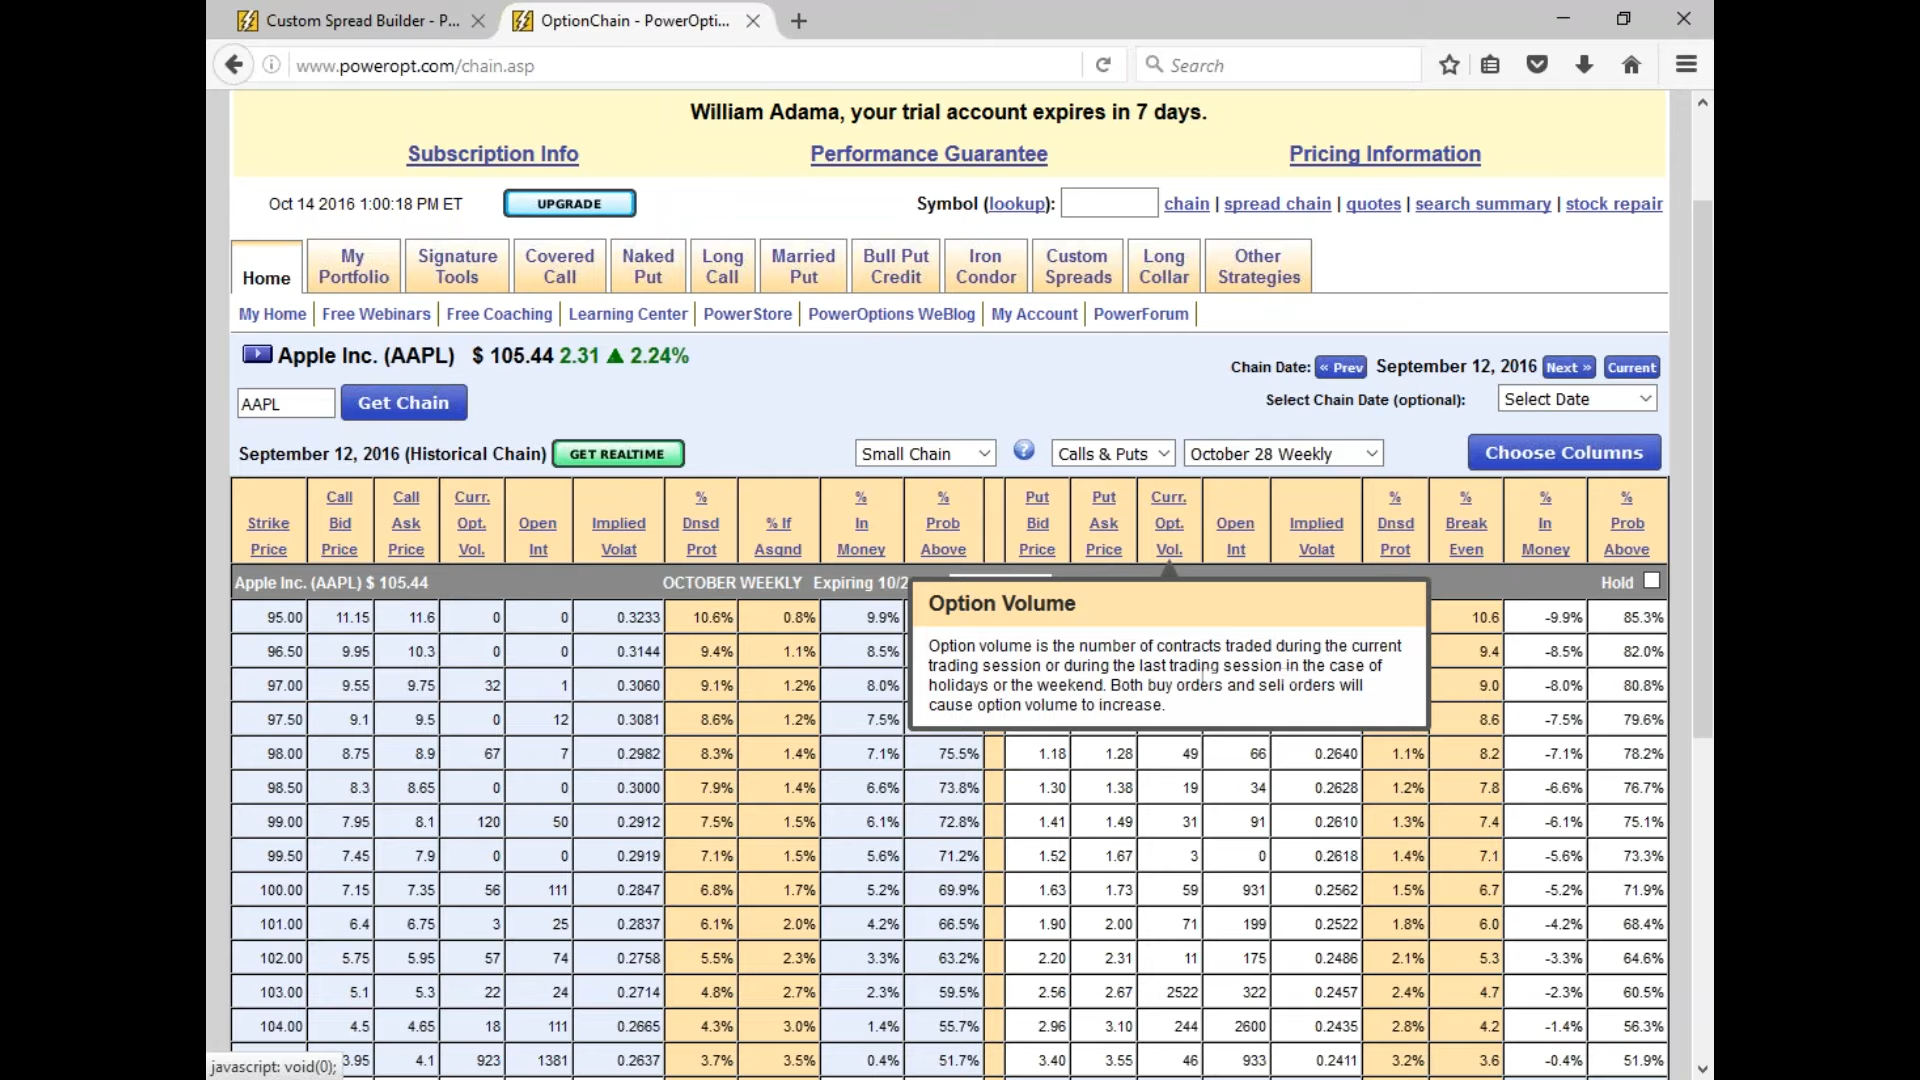 Custom Spread Builder - P...
OptionChain - PowerOpti...
www.poweropt.com/chain.asp
Search
William Adama, your trial account expires in 7 days.
Subscription Info Performance Guarantee Pricing Information
Oct 14 2016 1:00:18 PM ET UPGRADE Symbol (lookup): chain | spread chain | quotes | search summary | stock repair
Home My Portfolio Signature Tools Covered Call Naked Put Long Call Married Put Bull Put Credit Iron Condor Custom Spreads Long Collar Other Strategies
My Home Free Webinars Free Coaching Learning Center PowerStore PowerOptions WeBlog My Account PowerForum
Apple Inc. (AAPL) $ 105.44 2.31 ▲ 2.24%
Chain Date: « Prev September 12, 2016 Next » Current
AAPL Get Chain
Select Chain Date (optional): Select Date
September 12, 2016 (Historical Chain) GET REALTIME Small Chain ? Calls & Puts October 28 Weekly Choose Columns
Strike Price Call Bid Price Call Ask Price Curr. Opt. Vol. Open Int Implied Volat % Dnsd Prot % If Asgnd % In Money % Prob Above Put Bid Price Put Ask Price Curr. Opt. Vol. Open Int Implied Volat % Dnsd Prot % Break Even % In Money % Prob Above
Apple Inc. (AAPL) $ 105.44 OCTOBER WEEKLY Expiring 10/2 Hold
Option Volume
Option volume is the number of contracts traded during the current
trading session or during the last trading session in the case of
holidays or the weekend. Both buy orders and sell orders will
cause option volume to increase.
95.00 11.15 11.6 0 0 0.3233 10.6% 0.8% 9.9% 10.6 -9.9% 85.3%
96.50 9.95 10.3 0 0 0.3144 9.4% 1.1% 8.5% 9.4 -8.5% 82.0%
97.00 9.55 9.75 32 1 0.3060 9.1% 1.2% 8.0% 9.0 -8.0% 80.8%
97.50 9.1 9.5 0 12 0.3081 8.6% 1.2% 7.5% 8.6 -7.5% 79.6%
98.00 8.75 8.9 67 7 0.2982 8.3% 1.4% 7.1% 75.5% 1.18 1.28 49 66 0.2640 1.1% 8.2 -7.1% 78.2%
98.50 8.3 8.65 0 0 0.3000 7.9% 1.4% 6.6% 73.8% 1.30 1.38 19 34 0.2628 1.2% 7.8 -6.6% 76.7%
99.00 7.95 8.1 120 50 0.2912 7.5% 1.5% 6.1% 72.8% 1.41 1.49 31 91 0.2610 1.3% 7.4 -6.1% 75.1%
99.50 7.45 7.9 0 0 0.2919 7.1% 1.5% 5.6% 71.2% 1.52 1.67 3 0 0.2618 1.4% 7.1 -5.6% 73.3%
100.00 7.15 7.35 56 111 0.2847 6.8% 1.7% 5.2% 69.9% 1.63 1.73 59 931 0.2562 1.5% 6.7 -5.2% 71.9%
101.00 6.4 6.75 3 25 0.2837 6.1% 2.0% 4.2% 66.5% 1.90 2.00 71 199 0.2522 1.8% 6.0 -4.2% 68.4%
102.00 5.75 5.95 57 74 0.2758 5.5% 2.3% 3.3% 63.2% 2.20 2.31 11 175 0.2486 2.1% 5.3 -3.3% 64.6%
103.00 5.1 5.3 22 24 0.2714 4.8% 2.7% 2.3% 59.5% 2.56 2.67 2522 322 0.2457 2.4% 4.7 -2.3% 60.5%
104.00 4.5 4.65 18 111 0.2665 4.3% 3.0% 1.4% 55.7% 2.96 3.10 244 2600 0.2435 2.8% 4.2 -1.4% 56.3%
javascript: void(0); 3.95 4.1 923 1381 0.2637 3.7% 3.5% 0.4% 51.7% 3.40 3.55 46 933 0.2411 3.2% 3.6 -0.4% 51.9%